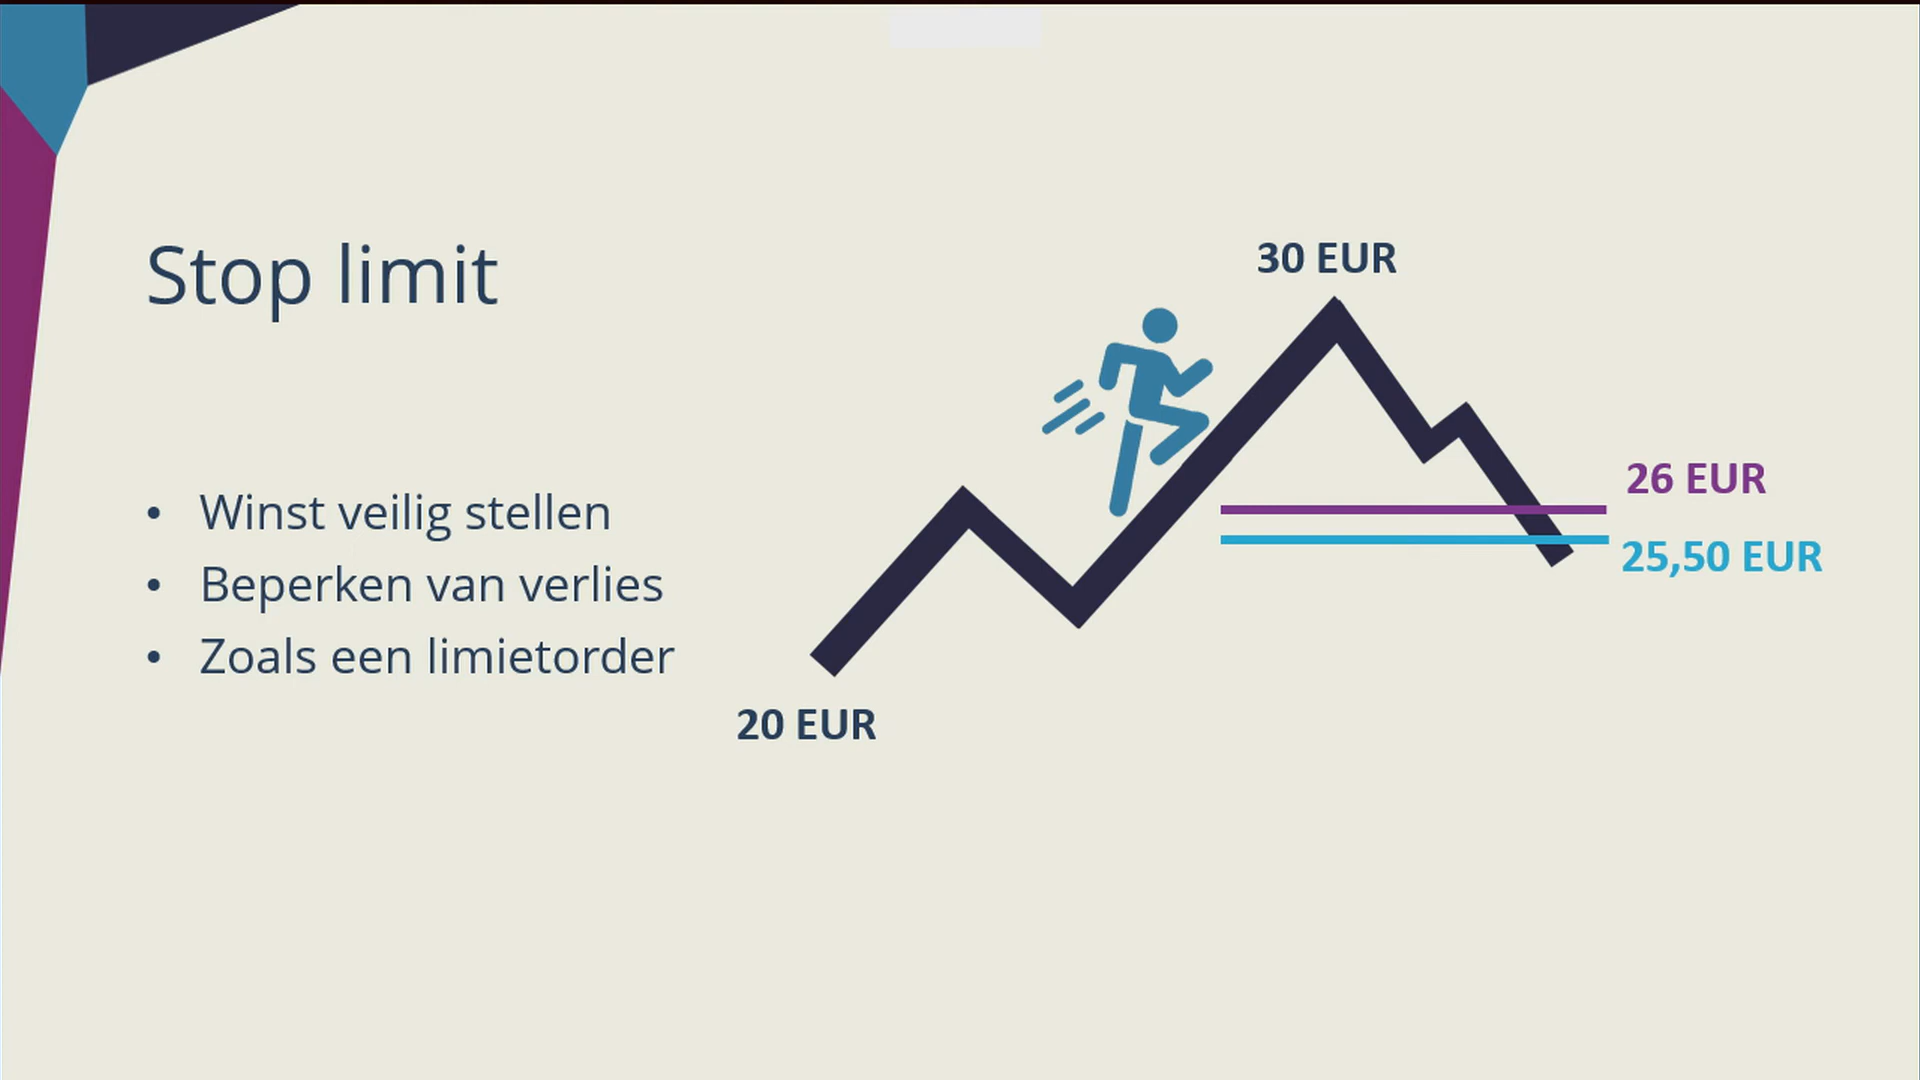 Stop limit
• Winst veilig stellen
• Beperken van verlies
• Zoals een limietorder
30 EUR
26 EUR
25,50 EUR
20 EUR